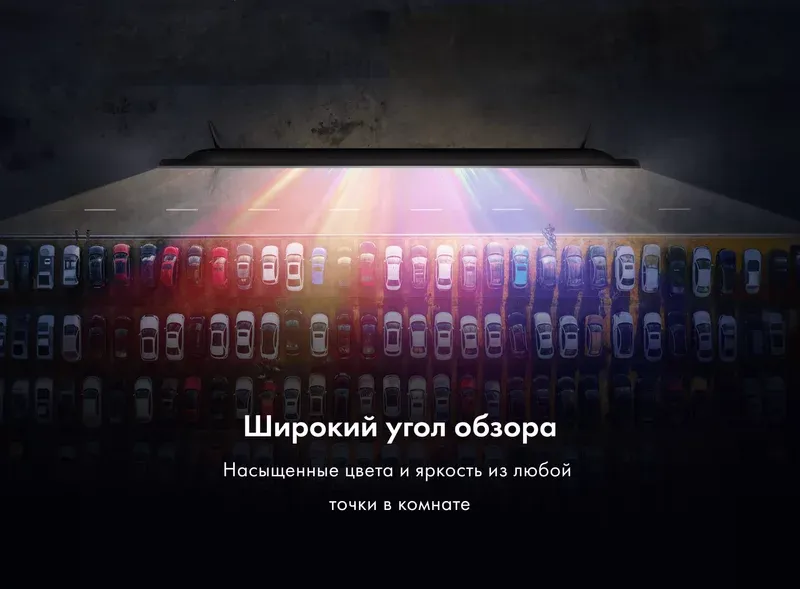 Широкий угол обзора
Насыщенные цвета и яркость из любой
точки в комнате